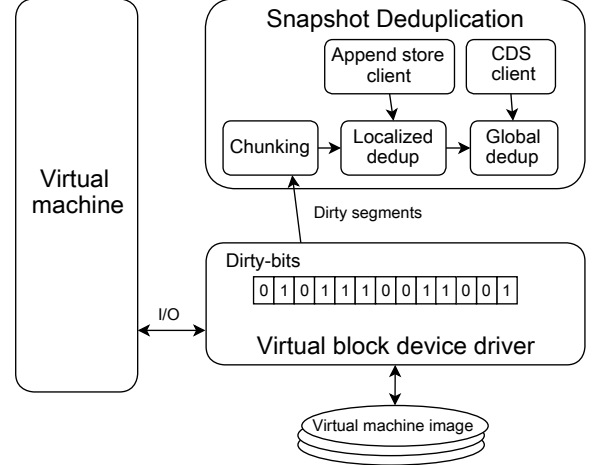 Snapshot Deduplication
Append store
client
CDS
client
Chunking
Localized
dedup
Global
dedup
Virtual
machine
Dirty segments
Dirty-bits
0 1 0 1 1 1 0 0 1 1 0 0 1
I/O
Virtual block device driver
Virtual machine image